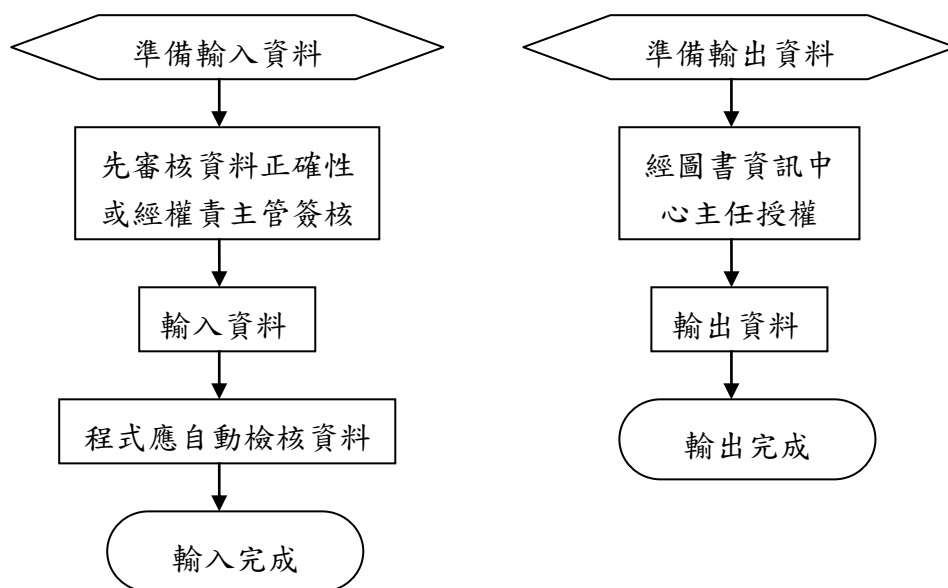 準備輸入資料
先審核資料正確性
或經權責主管簽核
輸入資料
程式應自動檢核資料
輸入完成
準備輸出資料
經圖書資訊中
心主任授權
輸出資料
輸出完成